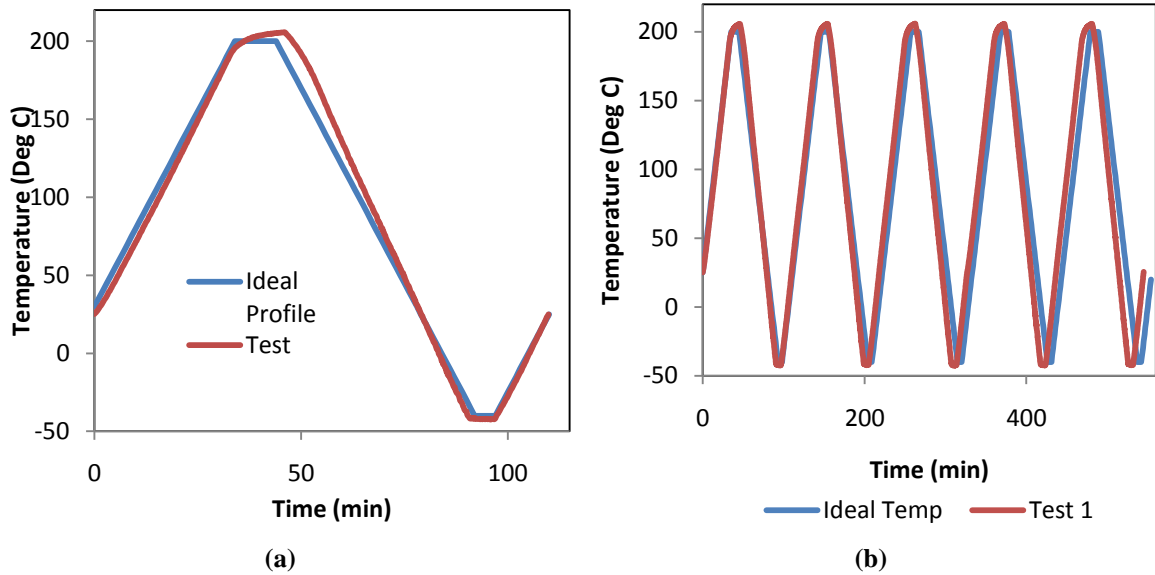 200
150
100
50
0
-50
Temperature (Deg C)
Ideal
Profile
Test
0
50
100
Time (min)
(a)
200
150
100
50
0
-50
Temperature (Deg C)
0
200
400
Time (min)
Ideal Temp
Test 1
(b)